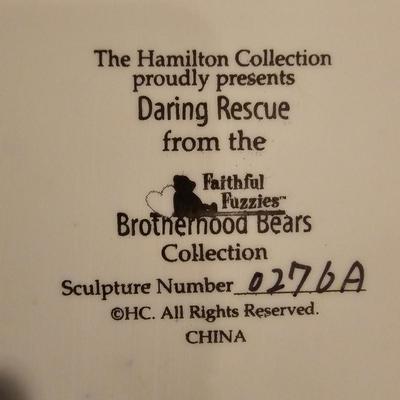 The Hamilton Collection
proudly presents
Daring Rescue
from the
Faithful
Fuzzies™
Brotherhood Bears
Collection
Sculpture Number 0276A
©HC. All Rights Reserved.
CHINA